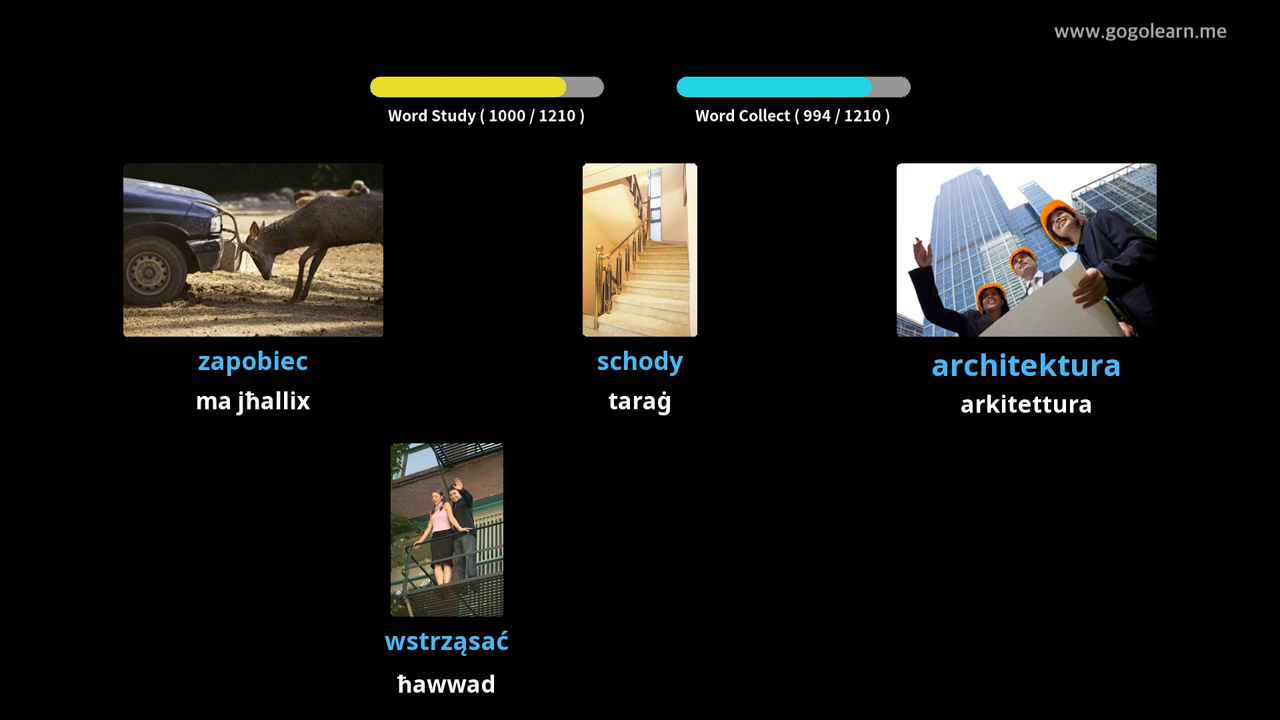 www.gogolearn.me
Word Study ( 1000 / 1210 )
Word Collect ( 994 / 1210 )
zapobiec
ma jħallix
schody
taraġ
architektura
arkitettura
wstrząsać
ħawwad